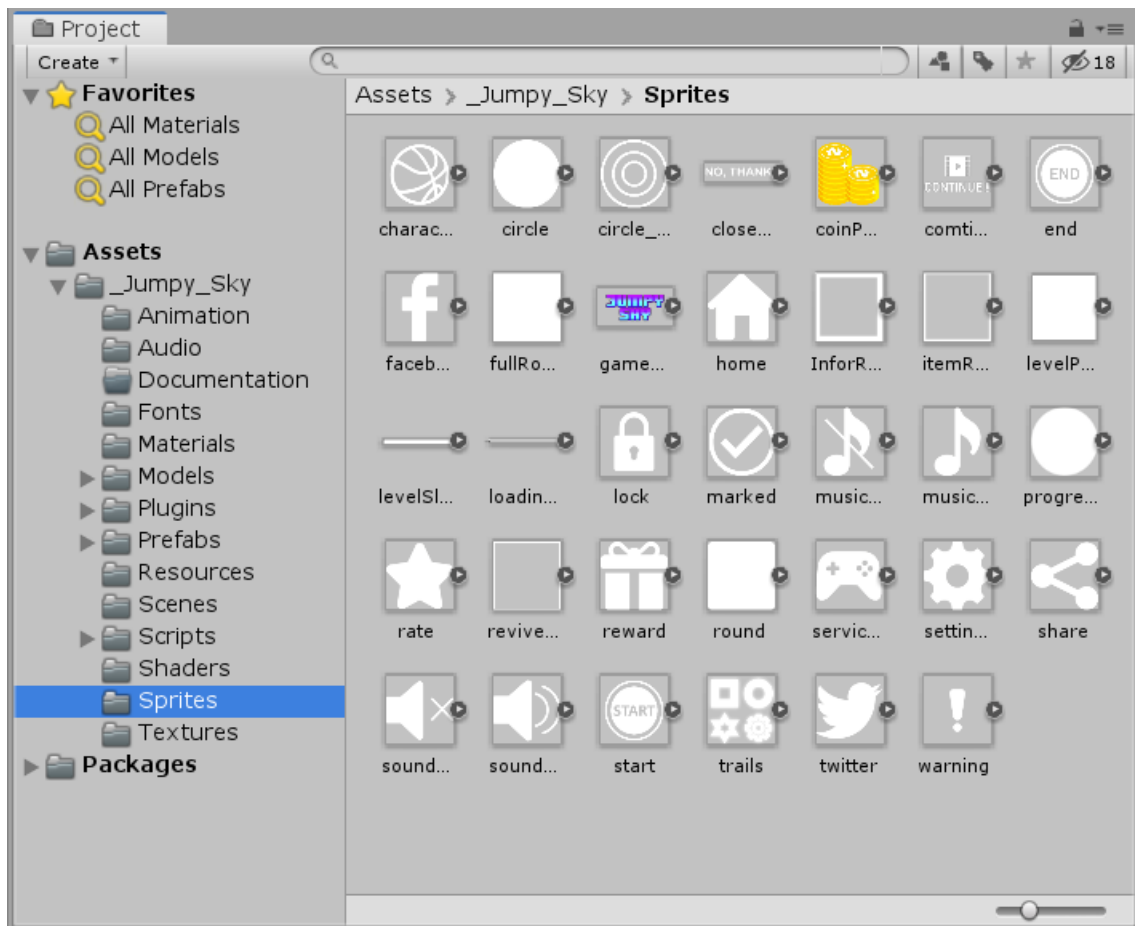 Project
Create
18
Favorites
All Materials
All Models
All Prefabs
Assets
_Jumpy_Sky
Animation
Audio
Documentation
Fonts
Materials
Models
Plugins
Prefabs
Resources
Scenes
Scripts
Shaders
Sprites
Textures
Packages
Assets > _Jumpy_Sky > Sprites
NO, THANK
CONTINUE !
END
charac... circle circle_... close... coinP... comti... end
JUMPY
SKY
faceb... fullRo... game... home InforR... itemR... levelP...
levelSl... loadin... lock marked music... music... progre...
rate revive... reward round servic... settin... share
START
sound... sound... start trails twitter warning